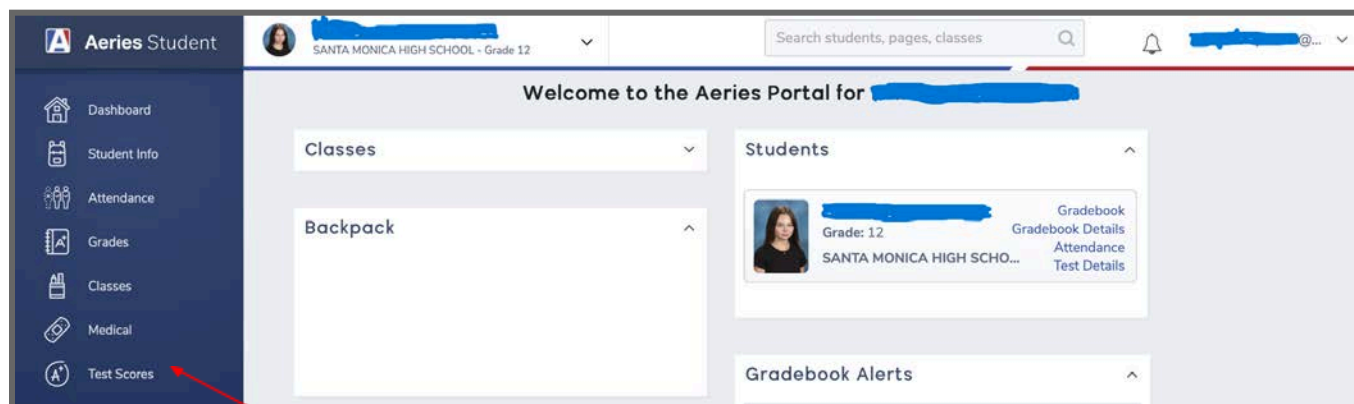 Aeries Student
SANTA MONICA HIGH SCHOOL - Grade 12
Search students, pages, classes
@...
Welcome to the Aeries Portal for
Dashboard
Student Info
Attendance
Grades
Classes
Medical
Test Scores
Classes
Backpack
Students
Grade: 12
SANTA MONICA HIGH SCHO...
Gradebook
Gradebook Details
Attendance
Test Details
Gradebook Alerts